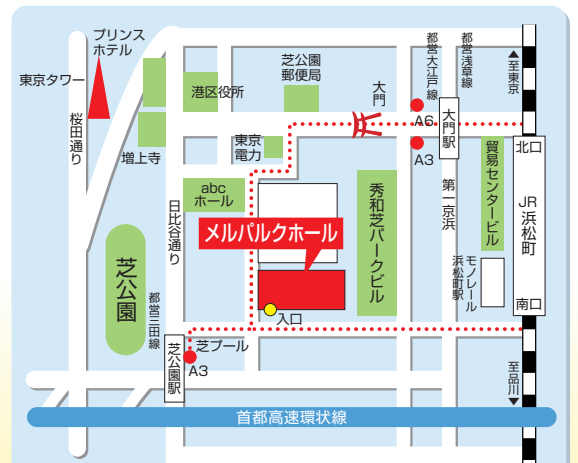 プリンス
ホテル
東京タワー
桜田通り
増上寺
港区役所
芝公園
郵便局
大門
都営大江戸線
都営浅草線
▲至東京
A6
A3
大門駅
北口
東京
電力
貿易センタービル
JR浜松町
abc
ホール
日比谷通り
メルパルクホール
秀和芝パークビル
第一京浜
モノレール
浜松町駅
南口
芝公園
都営三田線
入口
芝公園駅
芝プール
A3
至品川▼
首都高速環状線